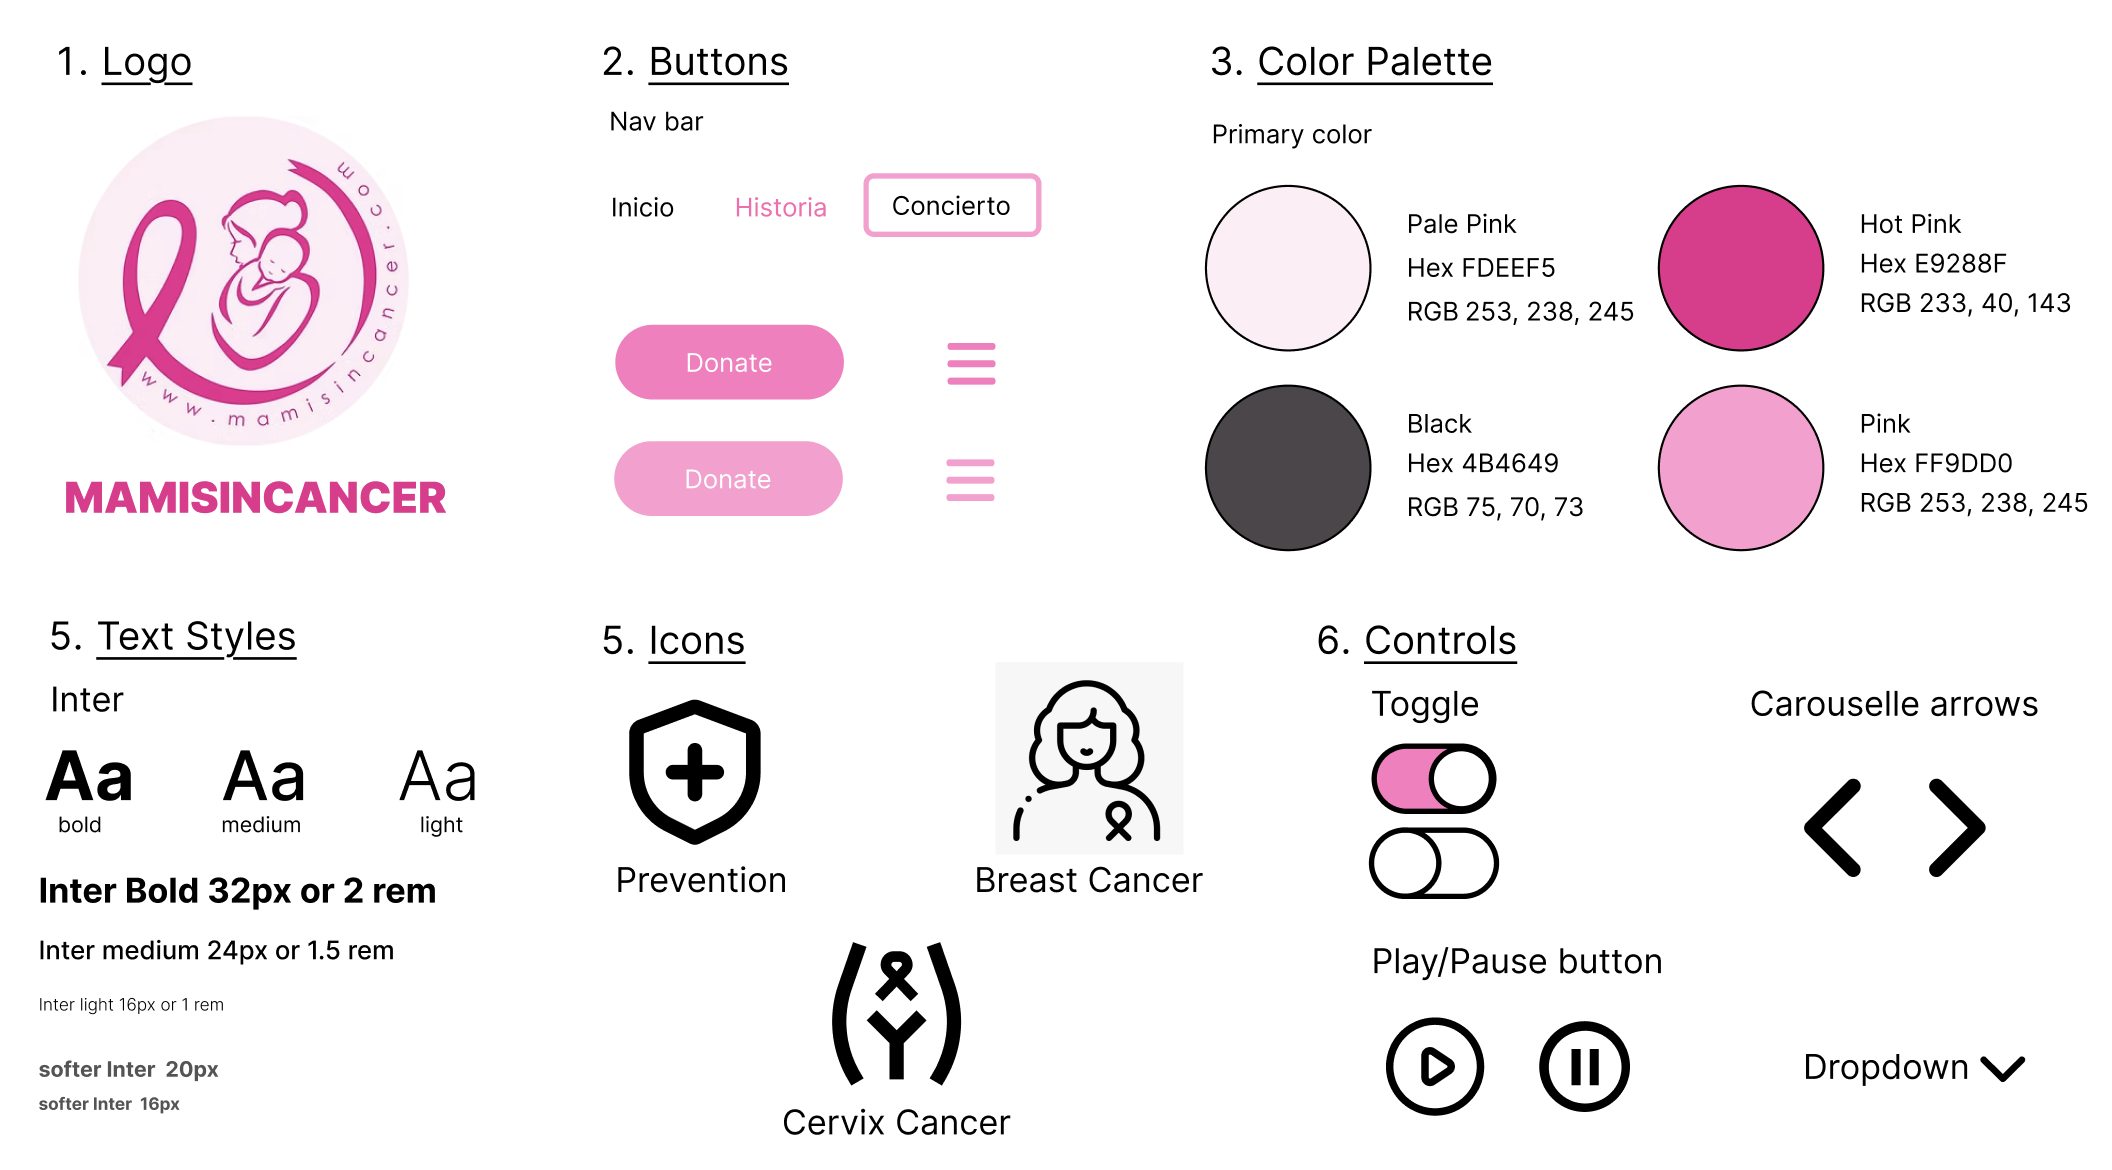 1. Logo
www.mamisincancer.com
MAMISINCANCER
2. Buttons
Nav bar
Inicio
Historia
Concierto
Donate
Donate
3. Color Palette
Primary color
Pale Pink
Hex FDEEF5
RGB 253, 238, 245
Hot Pink
Hex E9288F
RGB 233, 40, 143
Black
Hex 4B4649
RGB 75, 70, 73
Pink
Hex FF9DD0
RGB 253, 238, 245
5. Text Styles
Inter
Aa
bold
Aa
medium
Aa
light
Inter Bold 32px or 2 rem
Inter medium 24px or 1.5 rem
Inter light 16px or 1 rem
softer Inter 20px
softer Inter 16px
5. Icons
Prevention
Breast Cancer
Cervix Cancer
6. Controls
Toggle
Carouselle arrows
Play/Pause button
Dropdown